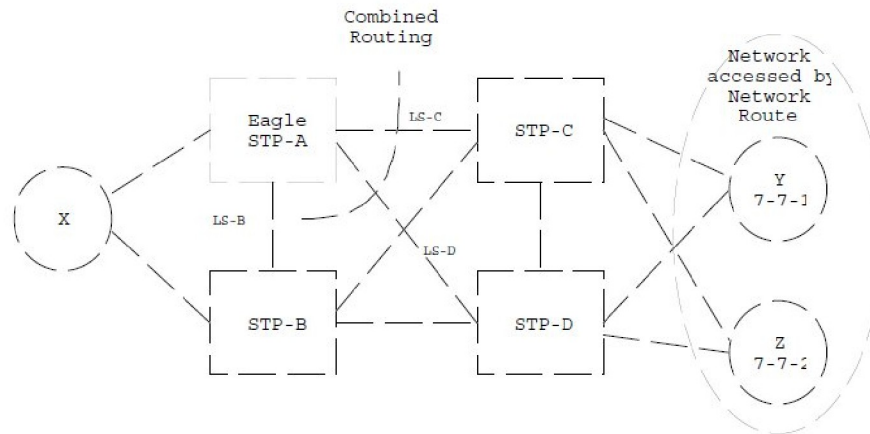 Combined
Routing
Network
accessed by
Network
Route
Eagle
STP-A
LS-C
STP-C
Y
7-7-1
X
LS-B
LS-D
STP-B
STP-D
Z
7-7-2